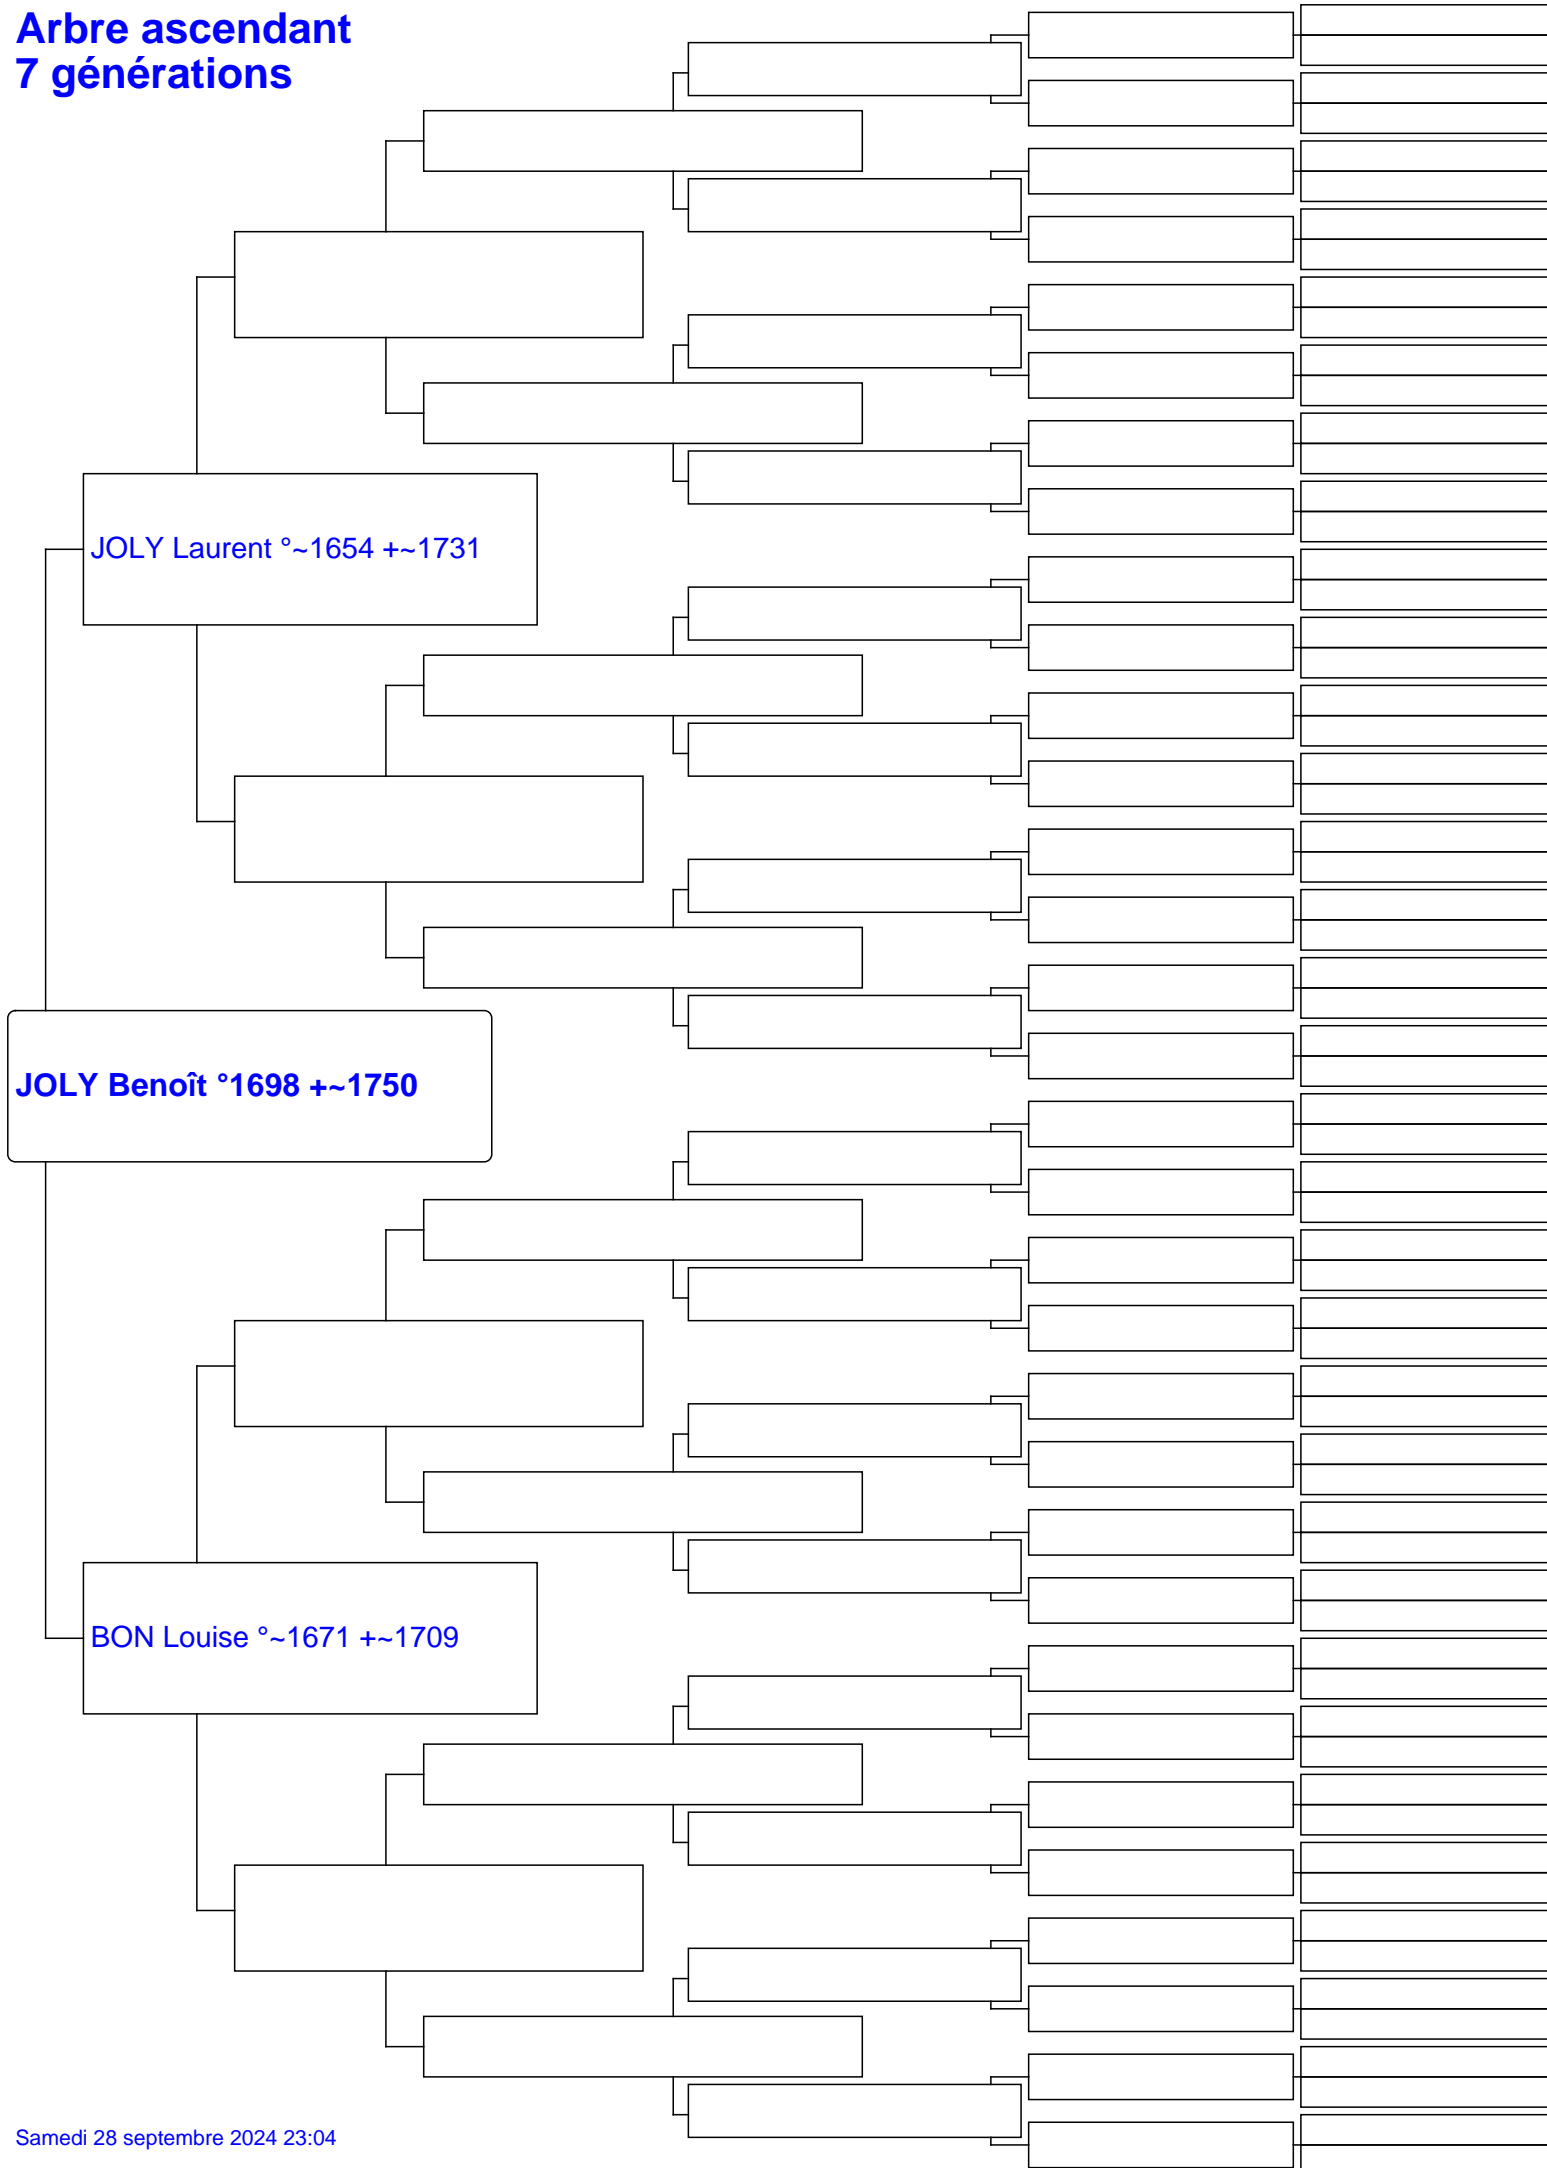 Arbre ascendant
7 générations
JOLY Laurent °~1654 +~1731
JOLY Benoît °1698 +~1750
BON Louise °~1671 +~1709
Samedi 28 septembre 2024 23:04